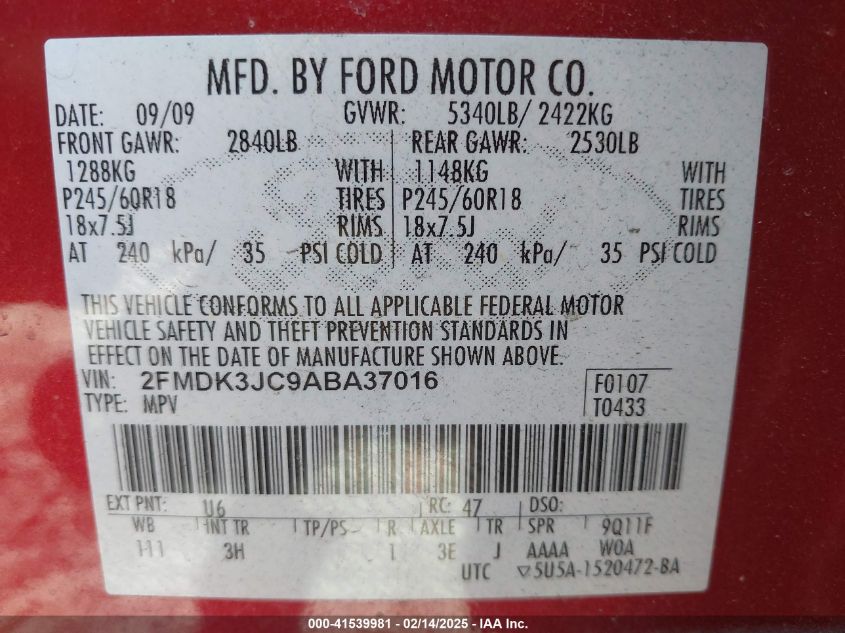 MFD. BY FORD MOTOR CO.
DATE: 09/09 GVWR: 5340LB/ 2422KG
FRONT GAWR: 2840LB REAR GAWR: 2530LB
1288KG WITH 1148KG WITH
P245/60R18 TIRES P245/60R18 TIRES
18x7.5J RIMS 18x7.5J RIMS
AT 240 kPa/ 35 PSI COLD AT 240 kPa/ 35 PSI COLD
THIS VEHICLE CONFORMS TO ALL APPLICABLE FEDERAL MOTOR
VEHICLE SAFETY AND THEFT PREVENTION STANDARDS IN
EFFECT ON THE DATE OF MANUFACTURE SHOWN ABOVE.
VIN: 2FMDK3JC9ABA37016 F0107
TYPE: MPV T0433
EXT PNT: U6 RC: 47 DSO:
WB INT TR TP/PS R AXLE TR SPR 9Q11F
111 3H 1 3E J AAAA W0A
UTC ▽5U5A-1520472-BA
000-41539981 - 02/14/2025 - IAA Inc.